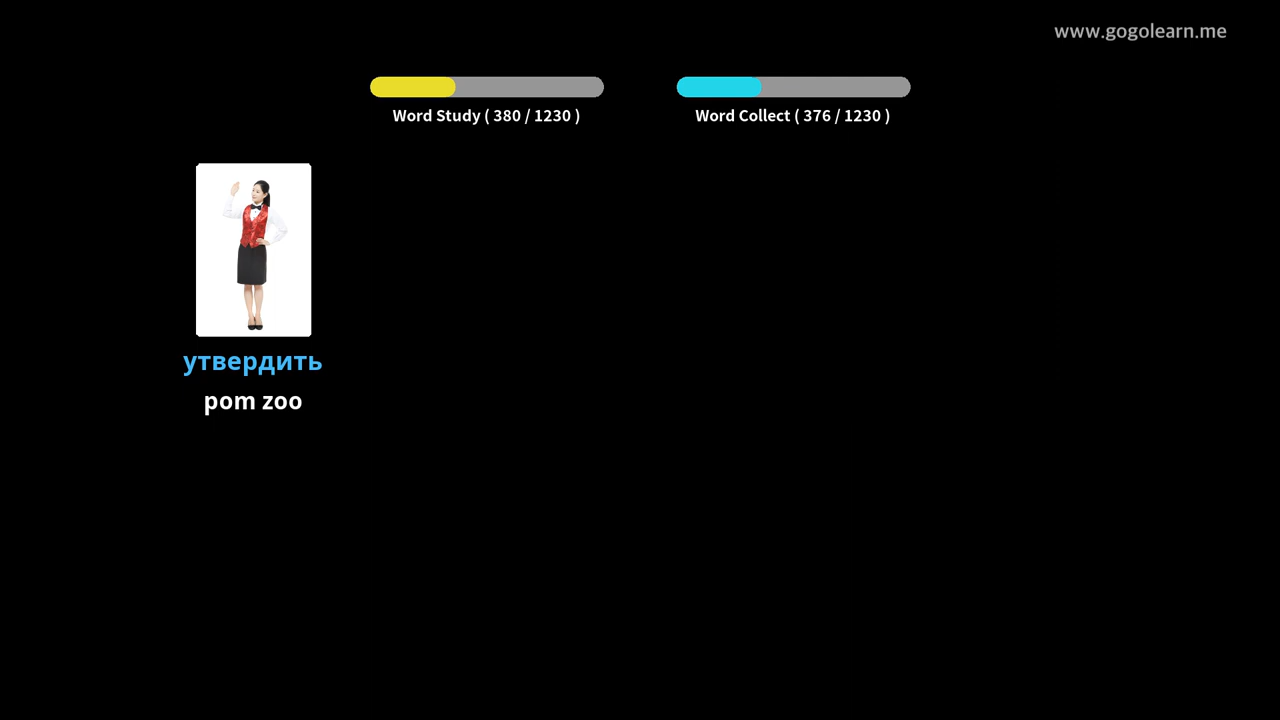 www.gogolearn.me
Word Study ( 380 / 1230 )
Word Collect ( 376 / 1230 )
утвердить
pom zoo